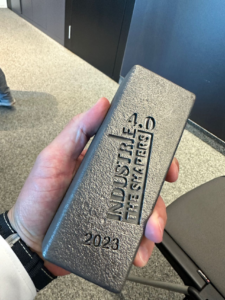 INDUSTRIE 4.0
THE SHAPERS
2023